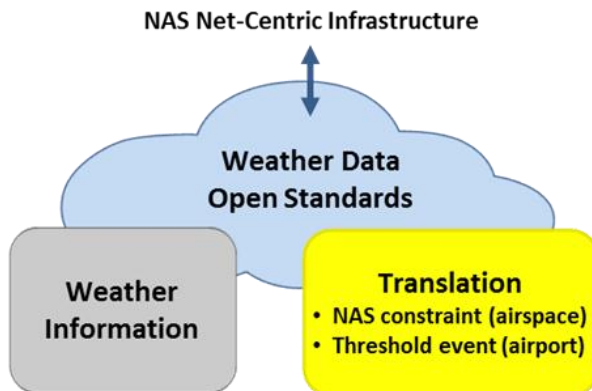 NAS Net-Centric Infrastructure
Weather Data
Open Standards
Weather
Information
Translation
• NAS constraint (airspace)
• Threshold event (airport)